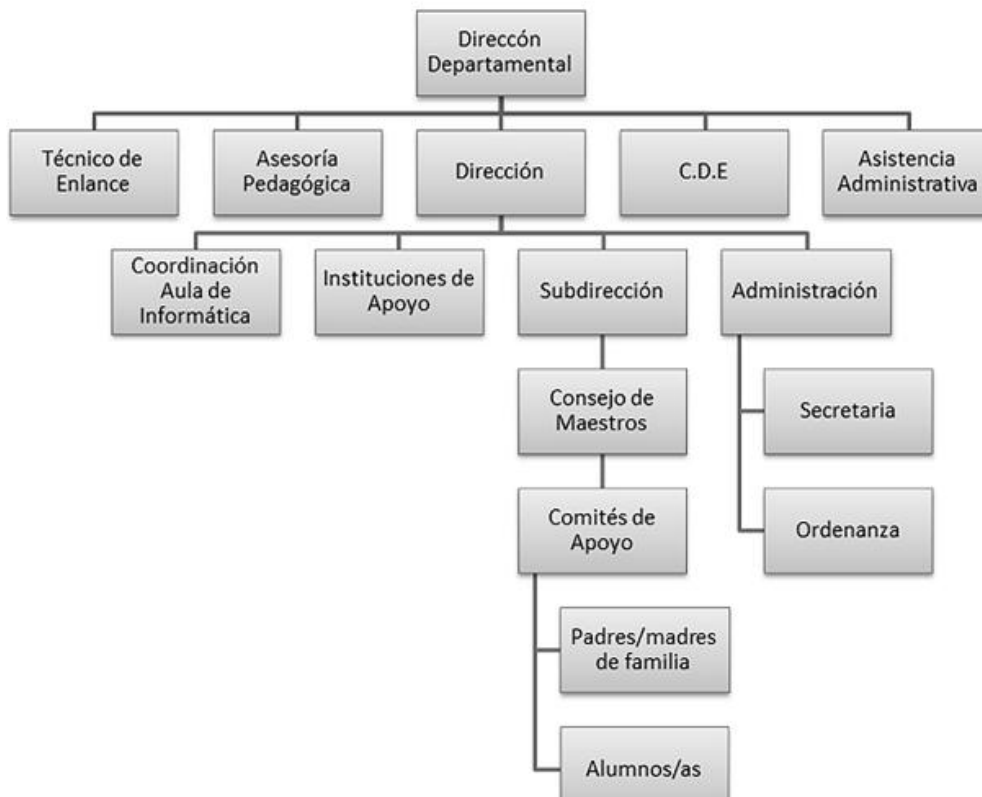 Direccón
Departamental
Técnico de
Enlance
Asesoría
Pedagógica
Dirección
C.D.E
Asistencia
Administrativa
Coordinación
Aula de
Informática
Instituciones de
Apoyo
Subdirección
Administración
Consejo de
Maestros
Secretaria
Comités de
Apoyo
Ordenanza
Padres/madres
de familia
Alumnos/as